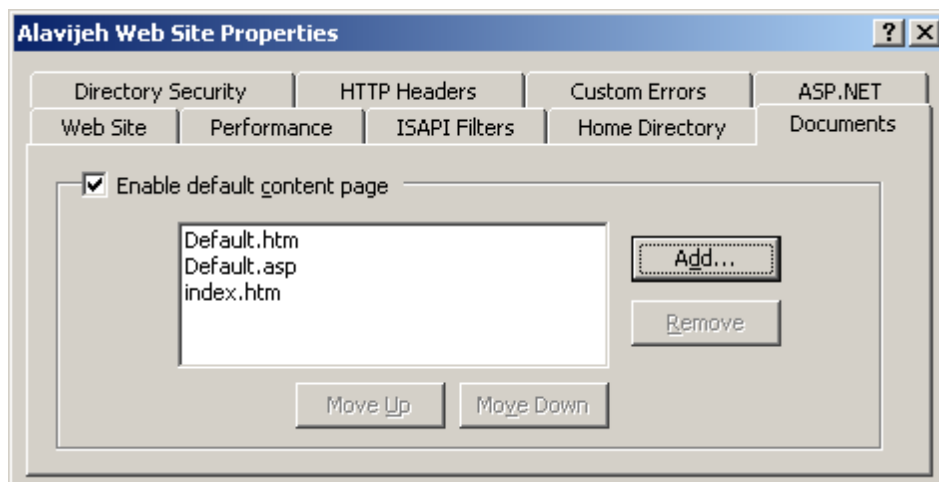 Alavijeh Web Site Properties
Directory Security HTTP Headers Custom Errors ASP.NET
Web Site Performance ISAPI Filters Home Directory Documents
Enable default content page
Default.htm
Default.asp
index.htm
Add...
Remove
Move Up Move Down